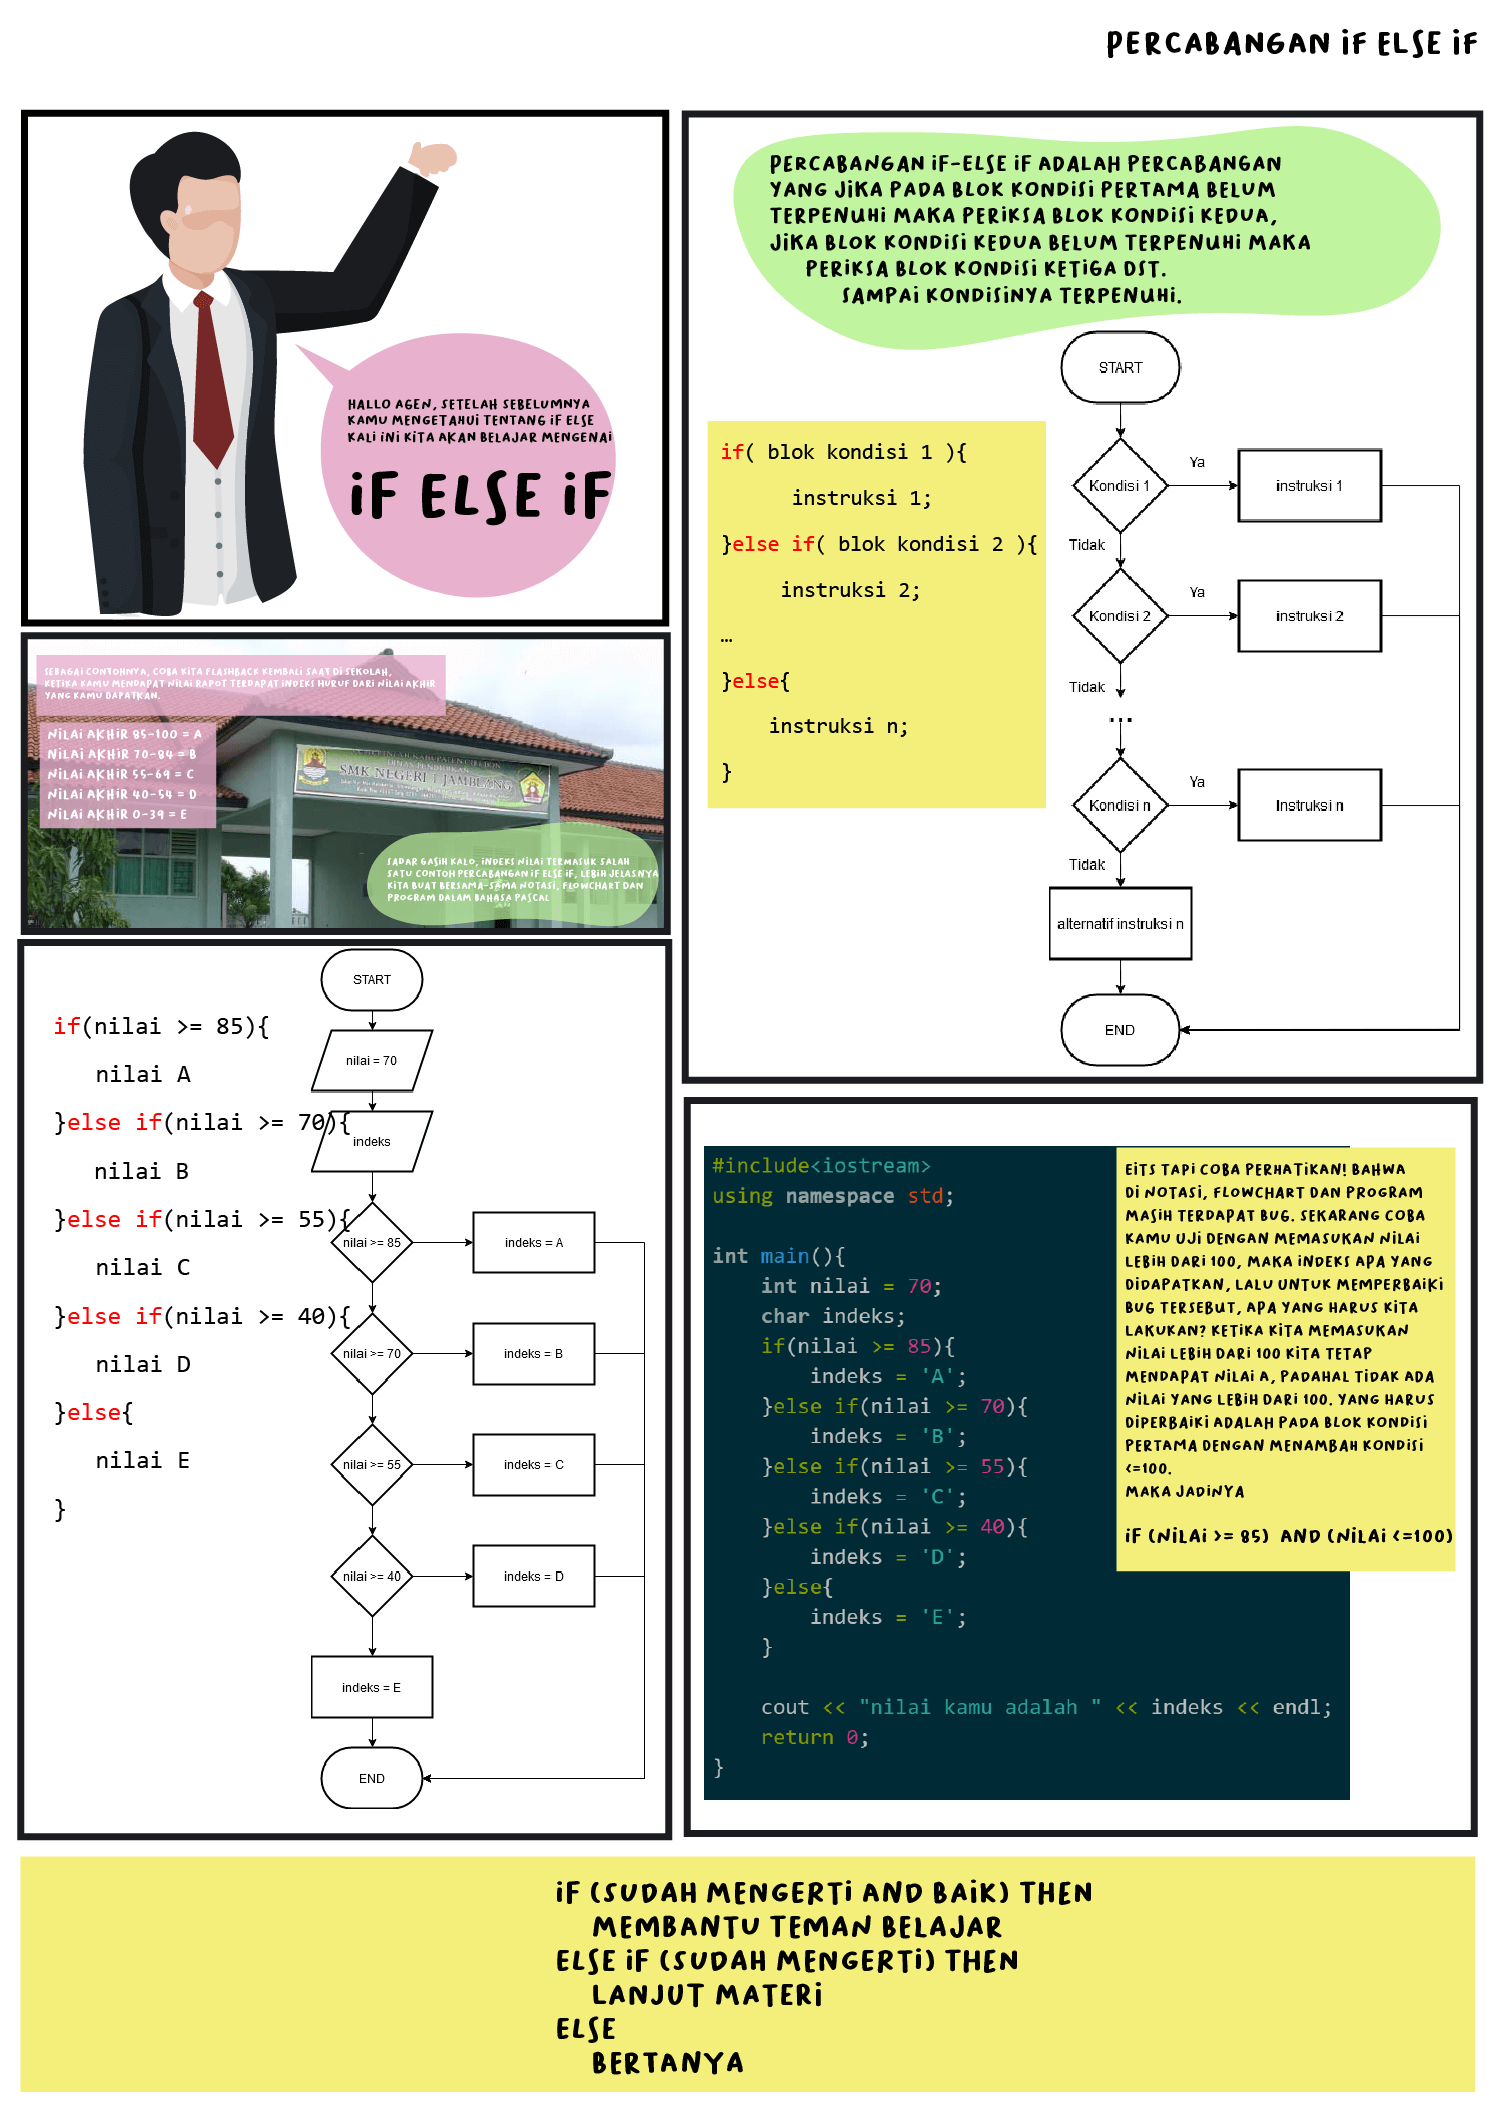 PERCABANGAN iF ELSE iF
HALLO AGEN, SETELAH SEBELUMNYA
KAMU MENGETAHUI TENTANG iF ELSE
KALI INI KITA AKAN BELAJAR MENGENAI
iF ELSE iF
PERCABANGAN iF-ELSE iF ADALAH PERCABANGAN
YANG JIKA PADA BLOK KONDISI PERTAMA BELUM
TERPENUHI MAKA PERIKSA BLOK KONDISI KEDUA,
JIKA BLOK KONDISI KEDUA BELUM TERPENUHI MAKA
PERIKSA BLOK KONDISI KETIGA DST.
SAMPAI KONDISINYA TERPENUHI.
if( blok kondisi 1 ){
instruksi 1;
}else if( blok kondisi 2 ){
instruksi 2;
…
}else{
instruksi n;
}
START
Kondisi 1
Ya
instruksi 1
Tidak
Kondisi 2
Ya
instruksi 2
Tidak
...
Kondisi n
Ya
Instruksi n
Tidak
alternatif instruksi n
END
SEBAGAI CONTOHNYA, COBA KITA FLASHBACK KEMBALI SAAT DI SEKOLAH,
KETIKA KAMU MENDAPAT NILAI RAPOT TERDAPAT INDEKS HURUF DARI NILAI AKHIR
YANG KAMU DAPATKAN.
NILAI AKHIR 85-100 = A
NILAI AKHIR 70-84 = B
NILAI AKHIR 55-69 = C
NILAI AKHIR 40-54 = D
NILAI AKHIR 0-39 = E
PEMERINTAH KABUPATEN CIREBON
DINAS PENDIDIKAN
SMK NEGERI 1 JAMBLANG
SADAR GASIH KALO, INDEKS NILAI TERMASUK SALAH
SATU CONTOH PERCABANGAN IF ELSE IF, LEBIH JELASNYA
KITA BUAT BERSAMA-SAMA NOTASI, FLOWCHART DAN
PROGRAM DALAM BAHASA PASCAL
if(nilai >= 85){
nilai A
}else if(nilai >= 70){
nilai B
}else if(nilai >= 55){
nilai C
}else if(nilai >= 40){
nilai D
}else{
nilai E
}
START
nilai = 70
indeks
nilai >= 85
indeks = A
nilai >= 70
indeks = B
nilai >= 55
indeks = C
nilai >= 40
indeks = D
indeks = E
END
#include<iostream>
using namespace std;
int main(){
int nilai = 70;
char indeks;
if(nilai >= 85){
indeks = 'A';
}else if(nilai >= 70){
indeks = 'B';
}else if(nilai >= 55){
indeks = 'C';
}else if(nilai >= 40){
indeks = 'D';
}else{
indeks = 'E';
}
cout << "nilai kamu adalah " << indeks << endl;
return 0;
}
EITS TAPI COBA PERHATIKAN! BAHWA
DI NOTASI, FLOWCHART DAN PROGRAM
MASIH TERDAPAT BUG. SEKARANG COBA
KAMU UJI DENGAN MEMASUKAN NILAI
LEBIH DARI 100, MAKA INDEKS APA YANG
DIDAPATKAN, LALU UNTUK MEMPERBAIKI
BUG TERSEBUT, APA YANG HARUS KITA
LAKUKAN? KETIKA KITA MEMASUKAN
NILAI LEBIH DARI 100 KITA TETAP
MENDAPAT NILAI A, PADAHAL TIDAK ADA
NILAI YANG LEBIH DARI 100. YANG HARUS
DIPERBAIKI ADALAH PADA BLOK KONDISI
PERTAMA DENGAN MENAMBAH KONDISI
<=100.
MAKA JADINYA
iF (NILAI >= 85) AND (NILAI <=100)
iF (SUDAH MENGERTI AND BAIK) THEN
MEMBANTU TEMAN BELAJAR
ELSE iF (SUDAH MENGERTI) THEN
LANJUT MATERI
ELSE
BERTANYA